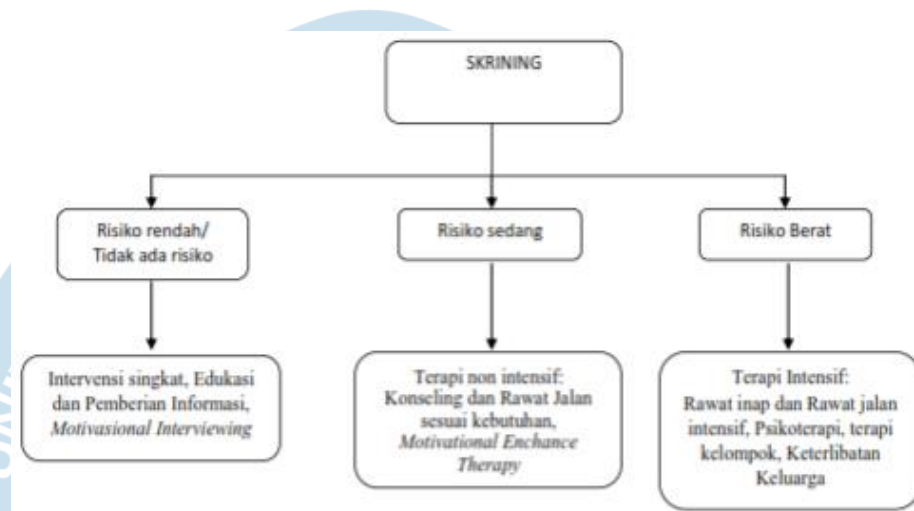 SKRINING
Risiko rendah/
Tidak ada risiko
Risiko sedang
Risiko Berat
Intervensi singkat, Edukasi
dan Pemberian Informasi,
Motivasional Interviewing
Terapi non intensif:
Konseling dan Rawat Jalan
sesuai kebutuhan,
Motivational Enchance
Therapy
Terapi Intensif:
Rawat inap dan Rawat jalan
intensif, Psikoterapi, terapi
kelompok, Keterlibatan
Keluarga